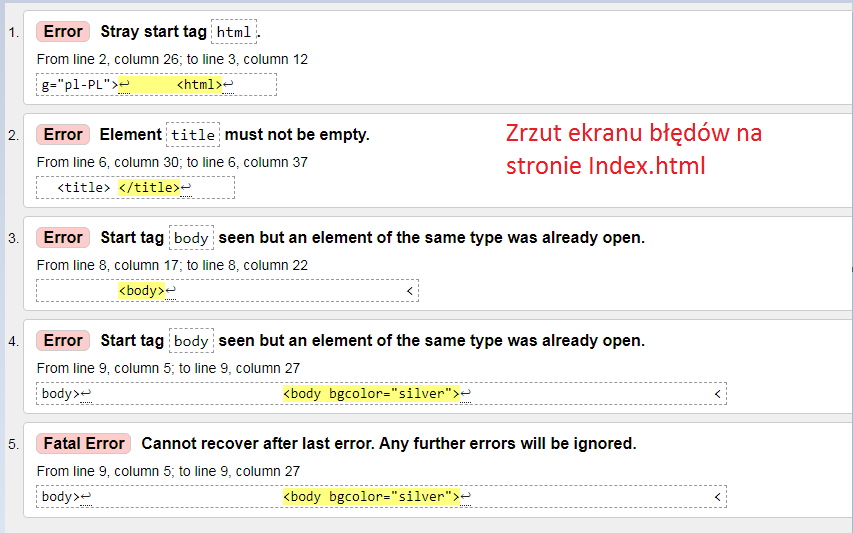 1. Error Stray start tag html.
From line 2, column 26; to line 3, column 12
g="pl-PL">↩ <html>↩
2. Error Element title must not be empty.
Zrzut ekranu błędów na
stronie Index.html
From line 6, column 30; to line 6, column 37
<title> </title>↩
3. Error Start tag body seen but an element of the same type was already open.
From line 8, column 17; to line 8, column 22
<body>↩ <
4. Error Start tag body seen but an element of the same type was already open.
From line 9, column 5; to line 9, column 27
body>↩ <body bgcolor="silver">↩ <
5. Fatal Error Cannot recover after last error. Any further errors will be ignored.
From line 9, column 5; to line 9, column 27
body>↩ <body bgcolor="silver">↩ <